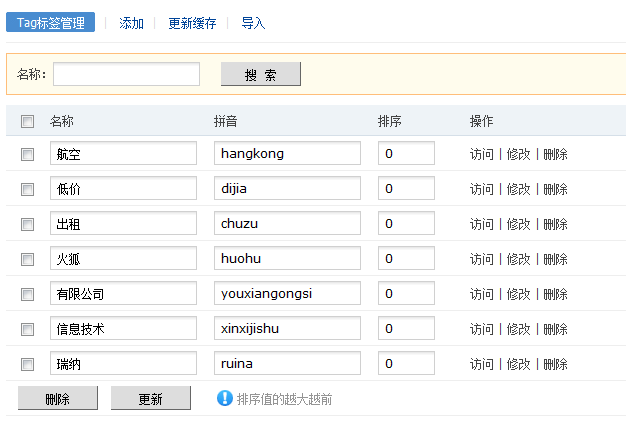 Tag标签管理 | 添加 更新缓存 导入
名称: 搜 索
名称 拼音 排序 操作
航空 hangkong 0 访问 | 修改 | 删除
低价 dijia 0 访问 | 修改 | 删除
出租 chuzu 0 访问 | 修改 | 删除
火狐 huohu 0 访问 | 修改 | 删除
有限公司 youxiangongsi 0 访问 | 修改 | 删除
信息技术 xinxijishu 0 访问 | 修改 | 删除
瑞纳 ruina 0 访问 | 修改 | 删除
删除 更新 排序值的越大越前